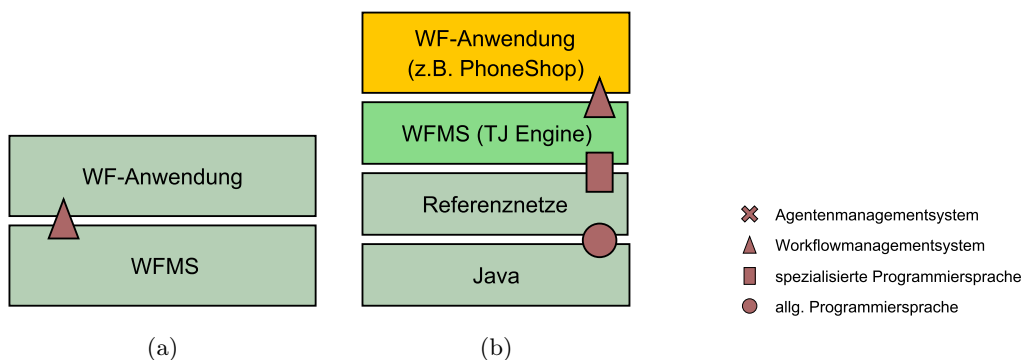 WF-Anwendung
WFMS
(a)
WF-Anwendung
(z.B. PhoneShop)
WFMS (TJ Engine)
Referenznetze
Java
(b)
Agentenmanagementsystem
Workflowmanagementsystem
spezialisierte Programmiersprache
allg. Programmiersprache